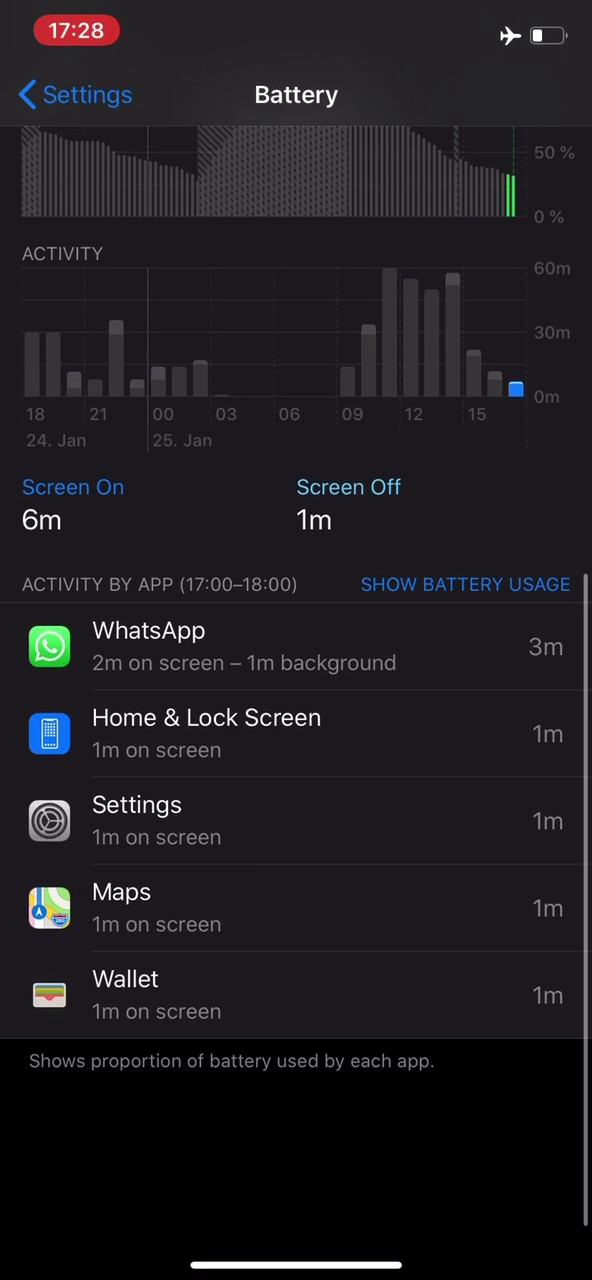 17:28
Settings
Battery
50 %
0 %
ACTIVITY
60m
30m
0m
18 21 00 03 06 09 12 15
24. Jan 25. Jan
Screen On Screen Off
6m 1m
ACTIVITY BY APP (17:00–18:00) SHOW BATTERY USAGE
WhatsApp
2m on screen – 1m background 3m
Home & Lock Screen
1m on screen 1m
Settings
1m on screen 1m
Maps
1m on screen 1m
Wallet
1m on screen 1m
Shows proportion of battery used by each app.